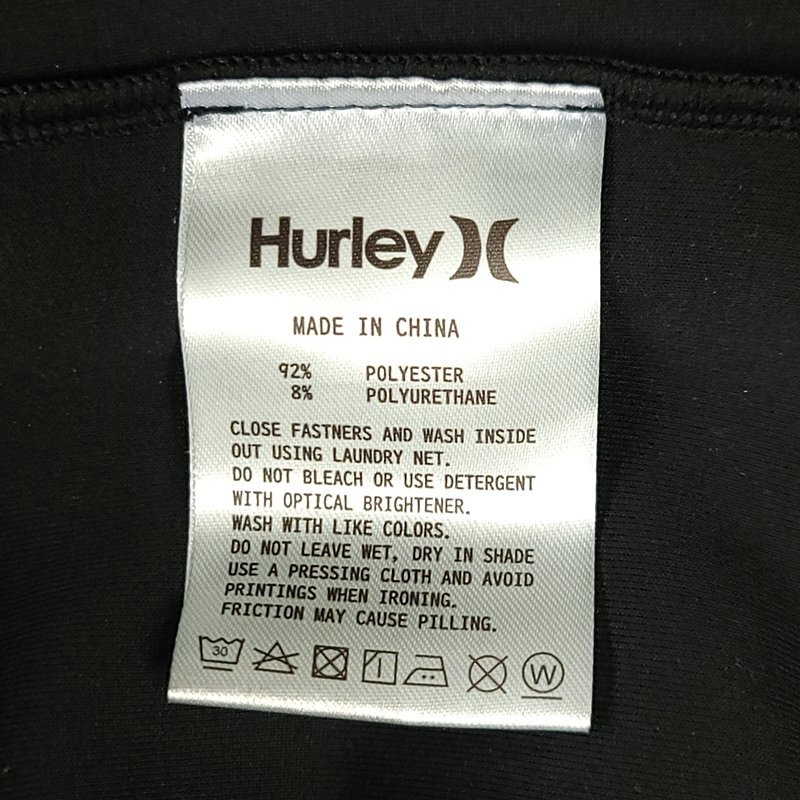 Hurley
MADE IN CHINA
92% POLYESTER
8% POLYURETHANE
CLOSE FASTNERS AND WASH INSIDE
OUT USING LAUNDRY NET.
DO NOT BLEACH OR USE DETERGENT
WITH OPTICAL BRIGHTENER.
WASH WITH LIKE COLORS.
DO NOT LEAVE WET, DRY IN SHADE
USE A PRESSING CLOTH AND AVOID
PRINTINGS WHEN IRONING.
FRICTION MAY CAUSE PILLING.
30 W